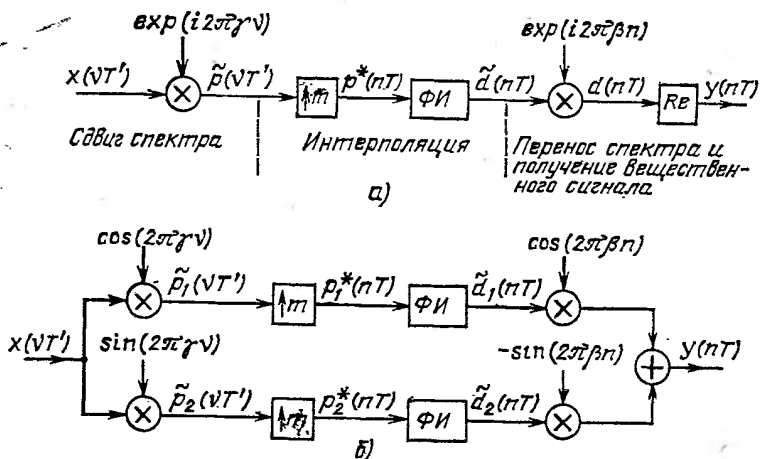 exp(i2πγν)
exp(i2πβn)
x(νT') p̃(νT') ↑m p*(nT) ФИ d̃(nT) d(nT) Re y(nT)
Сдвиг спектра
Интерполяция
Перенос спектра и
получение веществен-
ного сигнала
а)
cos(2πγν)
cos(2πβn)
p̃₁(νT') ↑m p₁*(nT) ФИ d̃₁(nT)
x(νT') sin(2πγν) -sin(2πβn) y(nT)
p̃₂(νT') ↑m p₂*(nT) ФИ d̃₂(nT)
б)